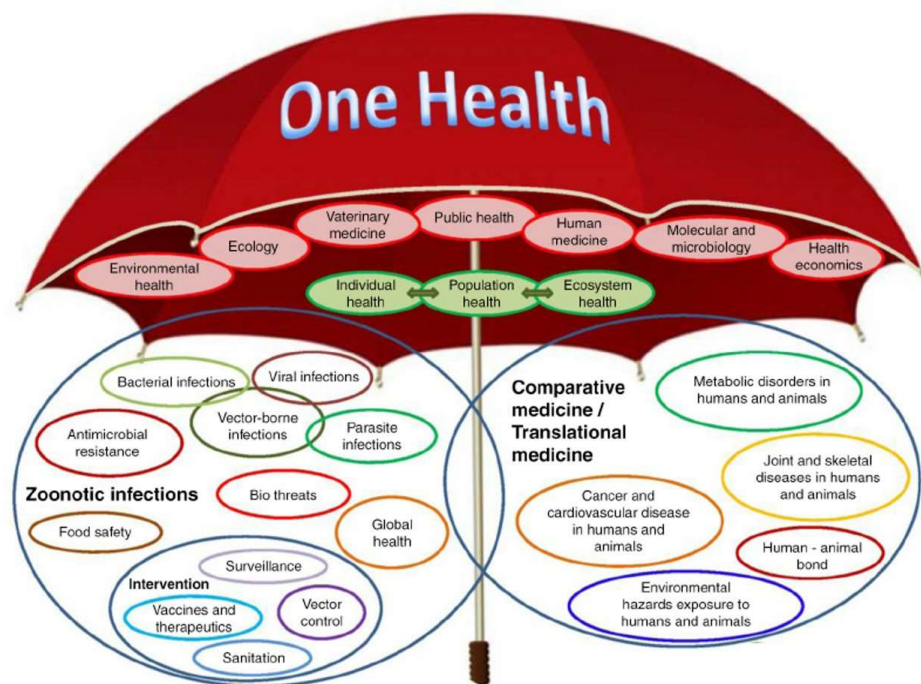 One Health
Environmental
health
Ecology
Vaterinary
medicine
Public health
Human
medicine
Molecular and
microbiology
Health
economics
Individual
health
Population
health
Ecosystem
health
Bacterial infections
Viral infections
Vector-borne
infections
Parasite
infections
Antimicrobial
resistance
Zoonotic infections
Bio threats
Food safety
Global
health
Intervention
Surveillance
Vaccines and
therapeutics
Vector
control
Sanitation
Comparative
medicine /
Translational
medicine
Metabolic disorders in
humans and animals
Joint and skeletal
diseases in humans
and animals
Cancer and
cardiovascular disease
in humans and
animals
Human - animal
bond
Environmental
hazards exposure to
humans and animals